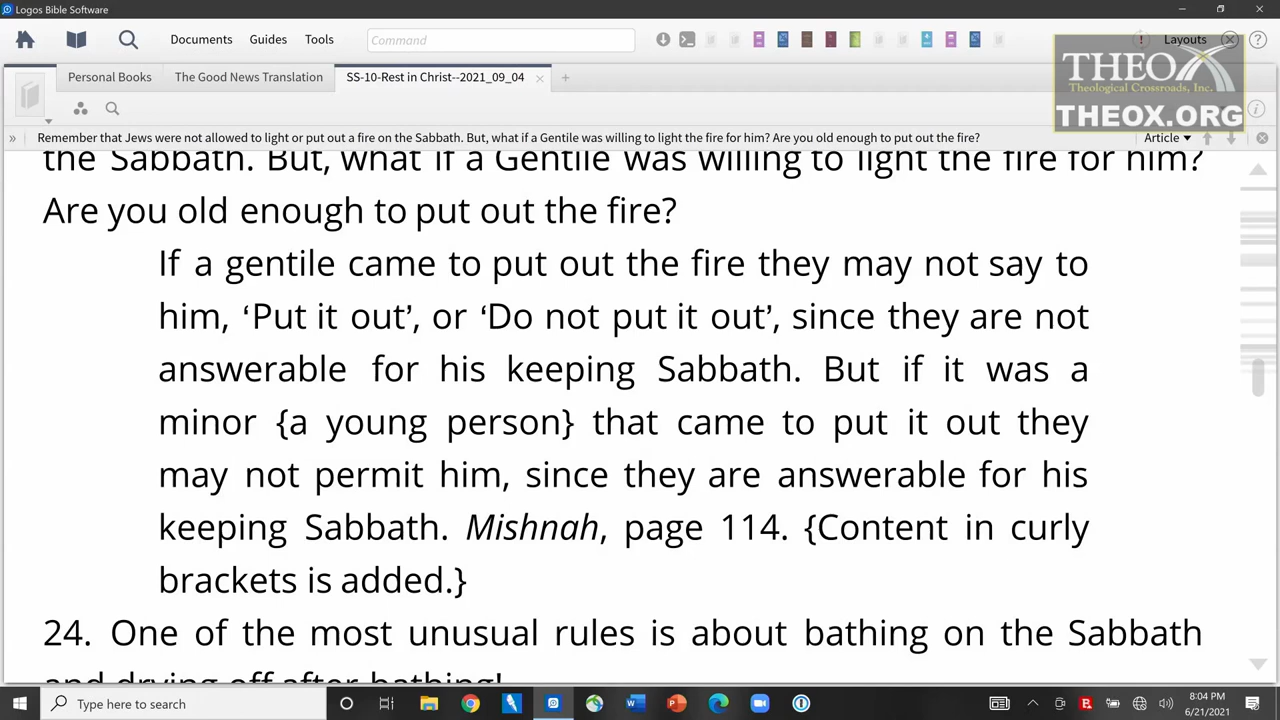 Logos Bible Software
Documents Guides Tools Command Layouts
THEOX
Theological Crossroads, Inc.
THEOX.ORG
Personal Books The Good News Translation SS-10-Rest in Christ--2021_09_04
Remember that Jews were not allowed to light or put out a fire on the Sabbath. But, what if a Gentile was willing to light the fire for him? Are you old enough to put out the fire? Article
the Sabbath. But, what if a Gentile was willing to light the fire for him?
Are you old enough to put out the fire?
If a gentile came to put out the fire they may not say to
him, ‘Put it out’, or ‘Do not put it out’, since they are not
answerable for his keeping Sabbath. But if it was a
minor {a young person} that came to put it out they
may not permit him, since they are answerable for his
keeping Sabbath. Mishnah, page 114. {Content in curly
brackets is added.}
24. One of the most unusual rules is about bathing on the Sabbath
and drying off after bathing!
Type here to search
8:04 PM
6/21/2021